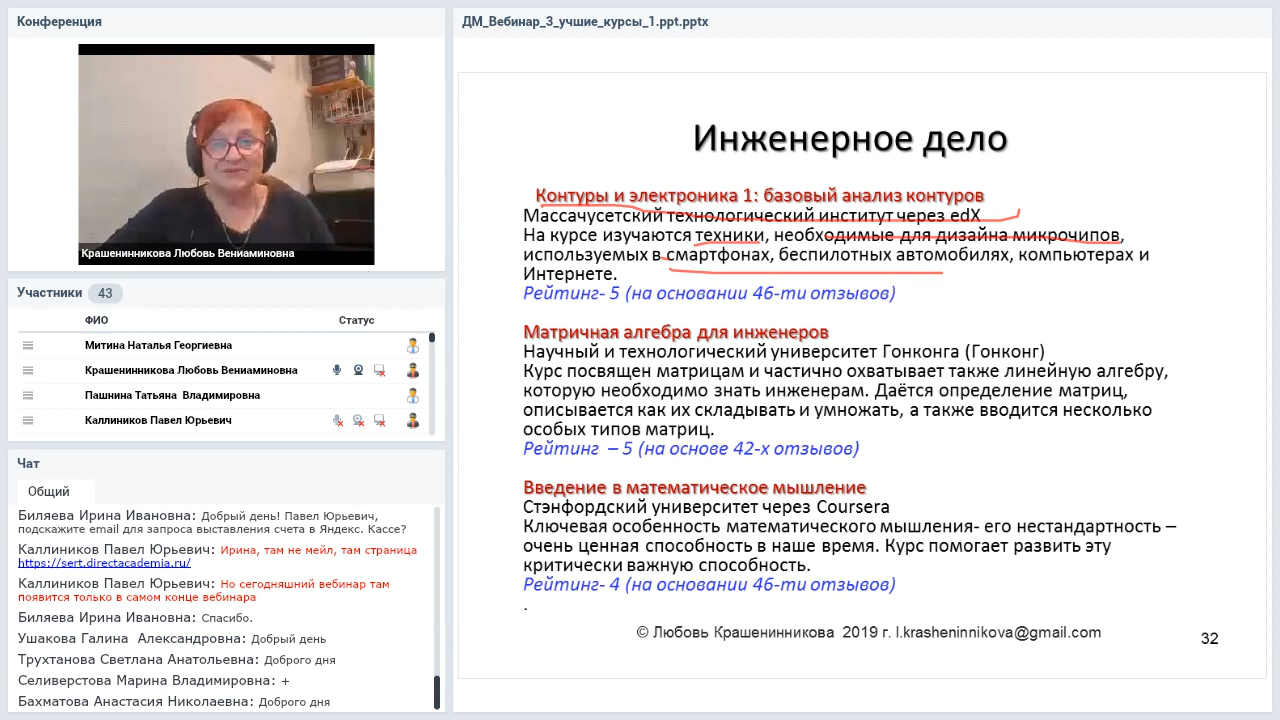 Конференция
Крашенинникова Любовь Вениаминовна
Участники 43
ФИО Статус
Митина Наталья Георгиевна
Крашенинникова Любовь Вениаминовна
Пашнина Татьяна Владимировна
Каллиников Павел Юрьевич
Чат
Общий
Биляева Ирина Ивановна: Добрый день! Павел Юрьевич,
подскажите email для запроса выставления счета в Яндекс. Кассе?
Каллиников Павел Юрьевич: Ирина, там не мейл, там страница
https://sert.directacademia.ru/
Каллиников Павел Юрьевич: Но сегодняшний вебинар там
появится только в самом конце вебинара
Биляева Ирина Ивановна: Спасибо.
Ушакова Галина Александровна: Добрый день
Трухтанова Светлана Анатольевна: Доброго дня
Селиверстова Марина Владимировна: +
Бахматова Анастасия Николаевна: Доброго дня
ДМ_Вебинар_3_учшие_курсы_1.ppt.pptx
Инженерное дело
Контуры и электроника 1: базовый анализ контуров
Массачусетский технологический институт через edX
На курсе изучаются техники, необходимые для дизайна микрочипов,
используемых в смартфонах, беспилотных автомобилях, компьютерах и
Интернете.
Рейтинг- 5 (на основании 46-ти отзывов)
Матричная алгебра для инженеров
Научный и технологический университет Гонконга (Гонконг)
Курс посвящен матрицам и частично охватывает также линейную алгебру,
которую необходимо знать инженерам. Даётся определение матриц,
описывается как их складывать и умножать, а также вводится несколько
особых типов матриц.
Рейтинг – 5 (на основе 42-х отзывов)
Введение в математическое мышление
Стэнфордский университет через Coursera
Ключевая особенность математического мышления- его нестандартность –
очень ценная способность в наше время. Курс помогает развить эту
критически важную способность.
Рейтинг- 4 (на основании 46-ти отзывов)
.
© Любовь Крашенинникова 2019 г. l.krasheninnikova@gmail.com
32